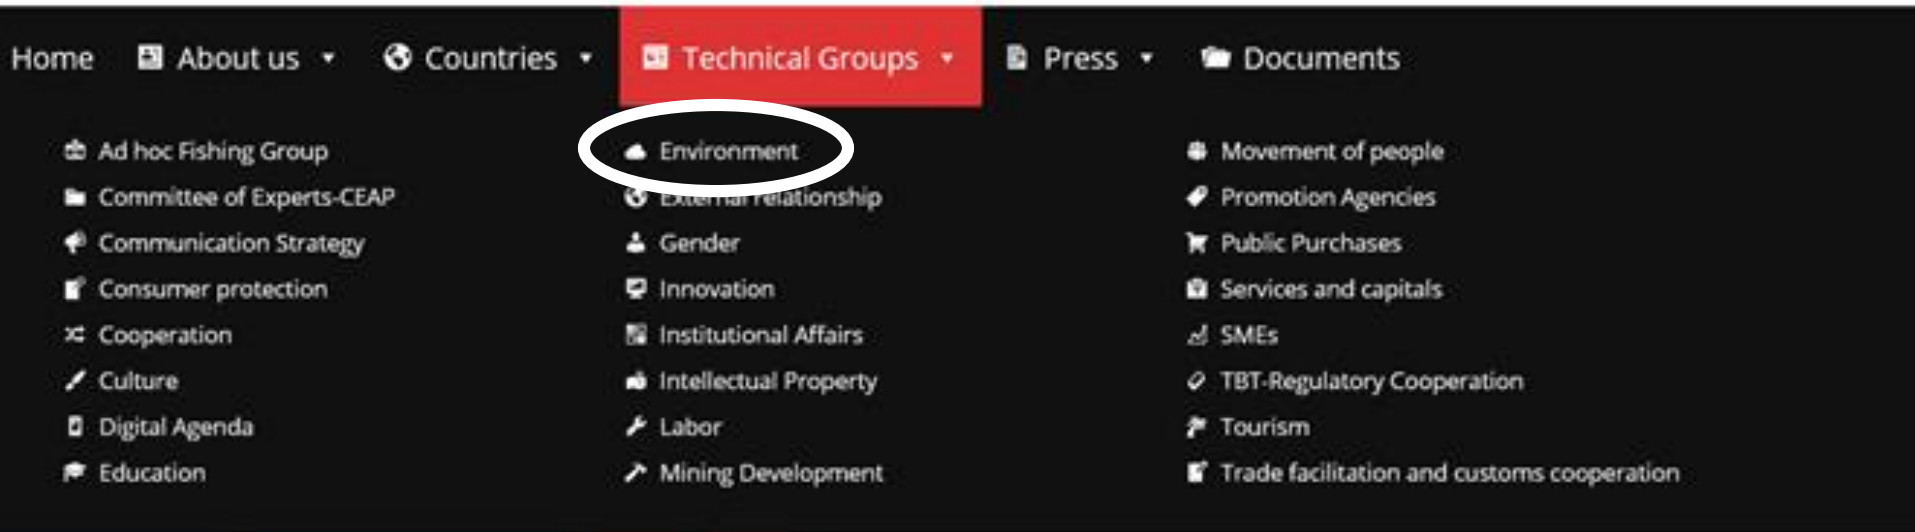 Home About us Countries Technical Groups Press Documents
Ad hoc Fishing Group
Committee of Experts-CEAP
Communication Strategy
Consumer protection
Cooperation
Culture
Digital Agenda
Education
Environment
External relationship
Gender
Innovation
Institutional Affairs
Intellectual Property
Labor
Mining Development
Movement of people
Promotion Agencies
Public Purchases
Services and capitals
SMEs
TBT-Regulatory Cooperation
Tourism
Trade facilitation and customs cooperation